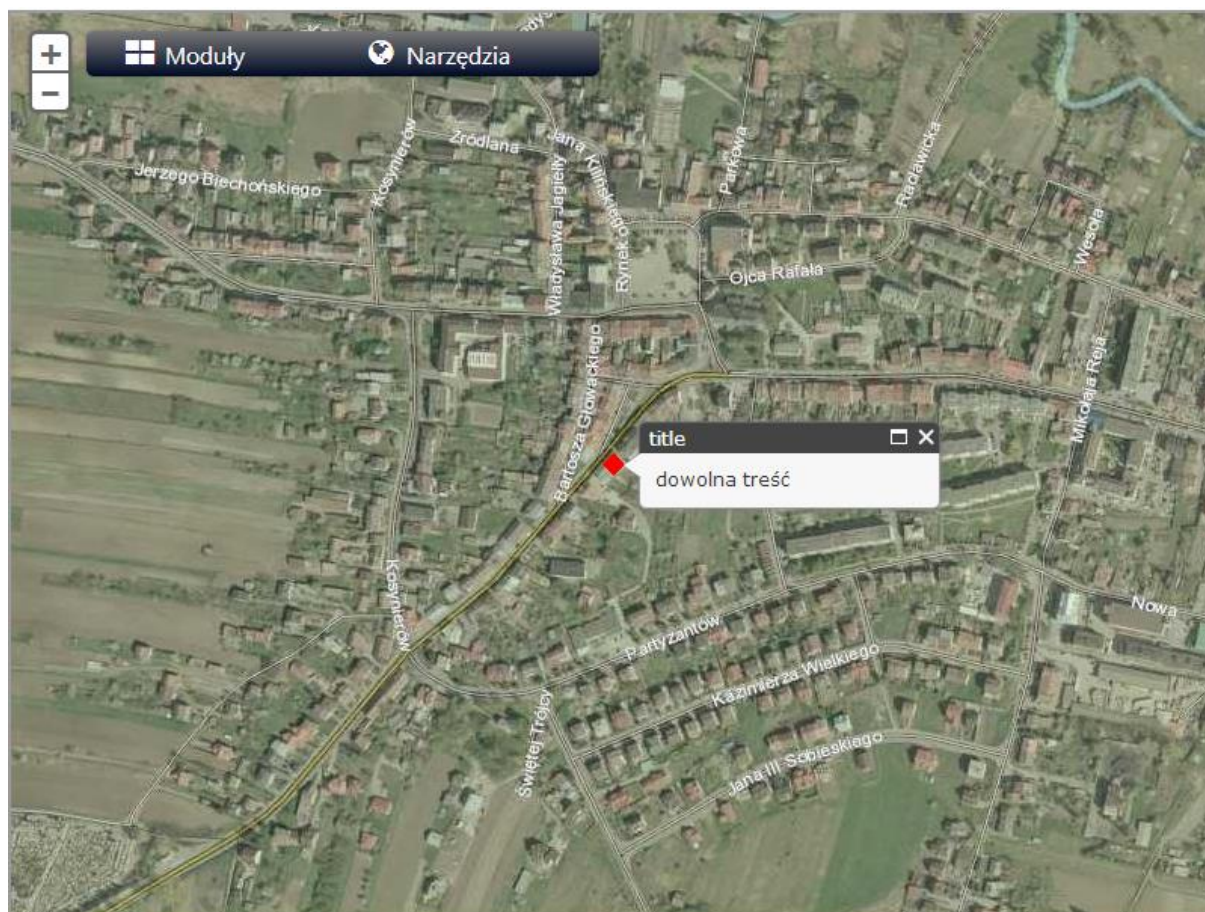 +
−
Moduły
Narzędzia
Źródlana
Jana Kilińskiego
Parkowa
Racławicka
Jerzego Biechońskiego
Kosynierów
Władysława Jagiełły
Rynek
Wesoła
Ojca Rafała
Bartosza Głowackiego
Mikołaja Reja
title
dowolna treść
Kosynierów
Nowa
Partyzantów
Kazimierza Wielkiego
Świętej Trójcy
Jana III Sobieskiego